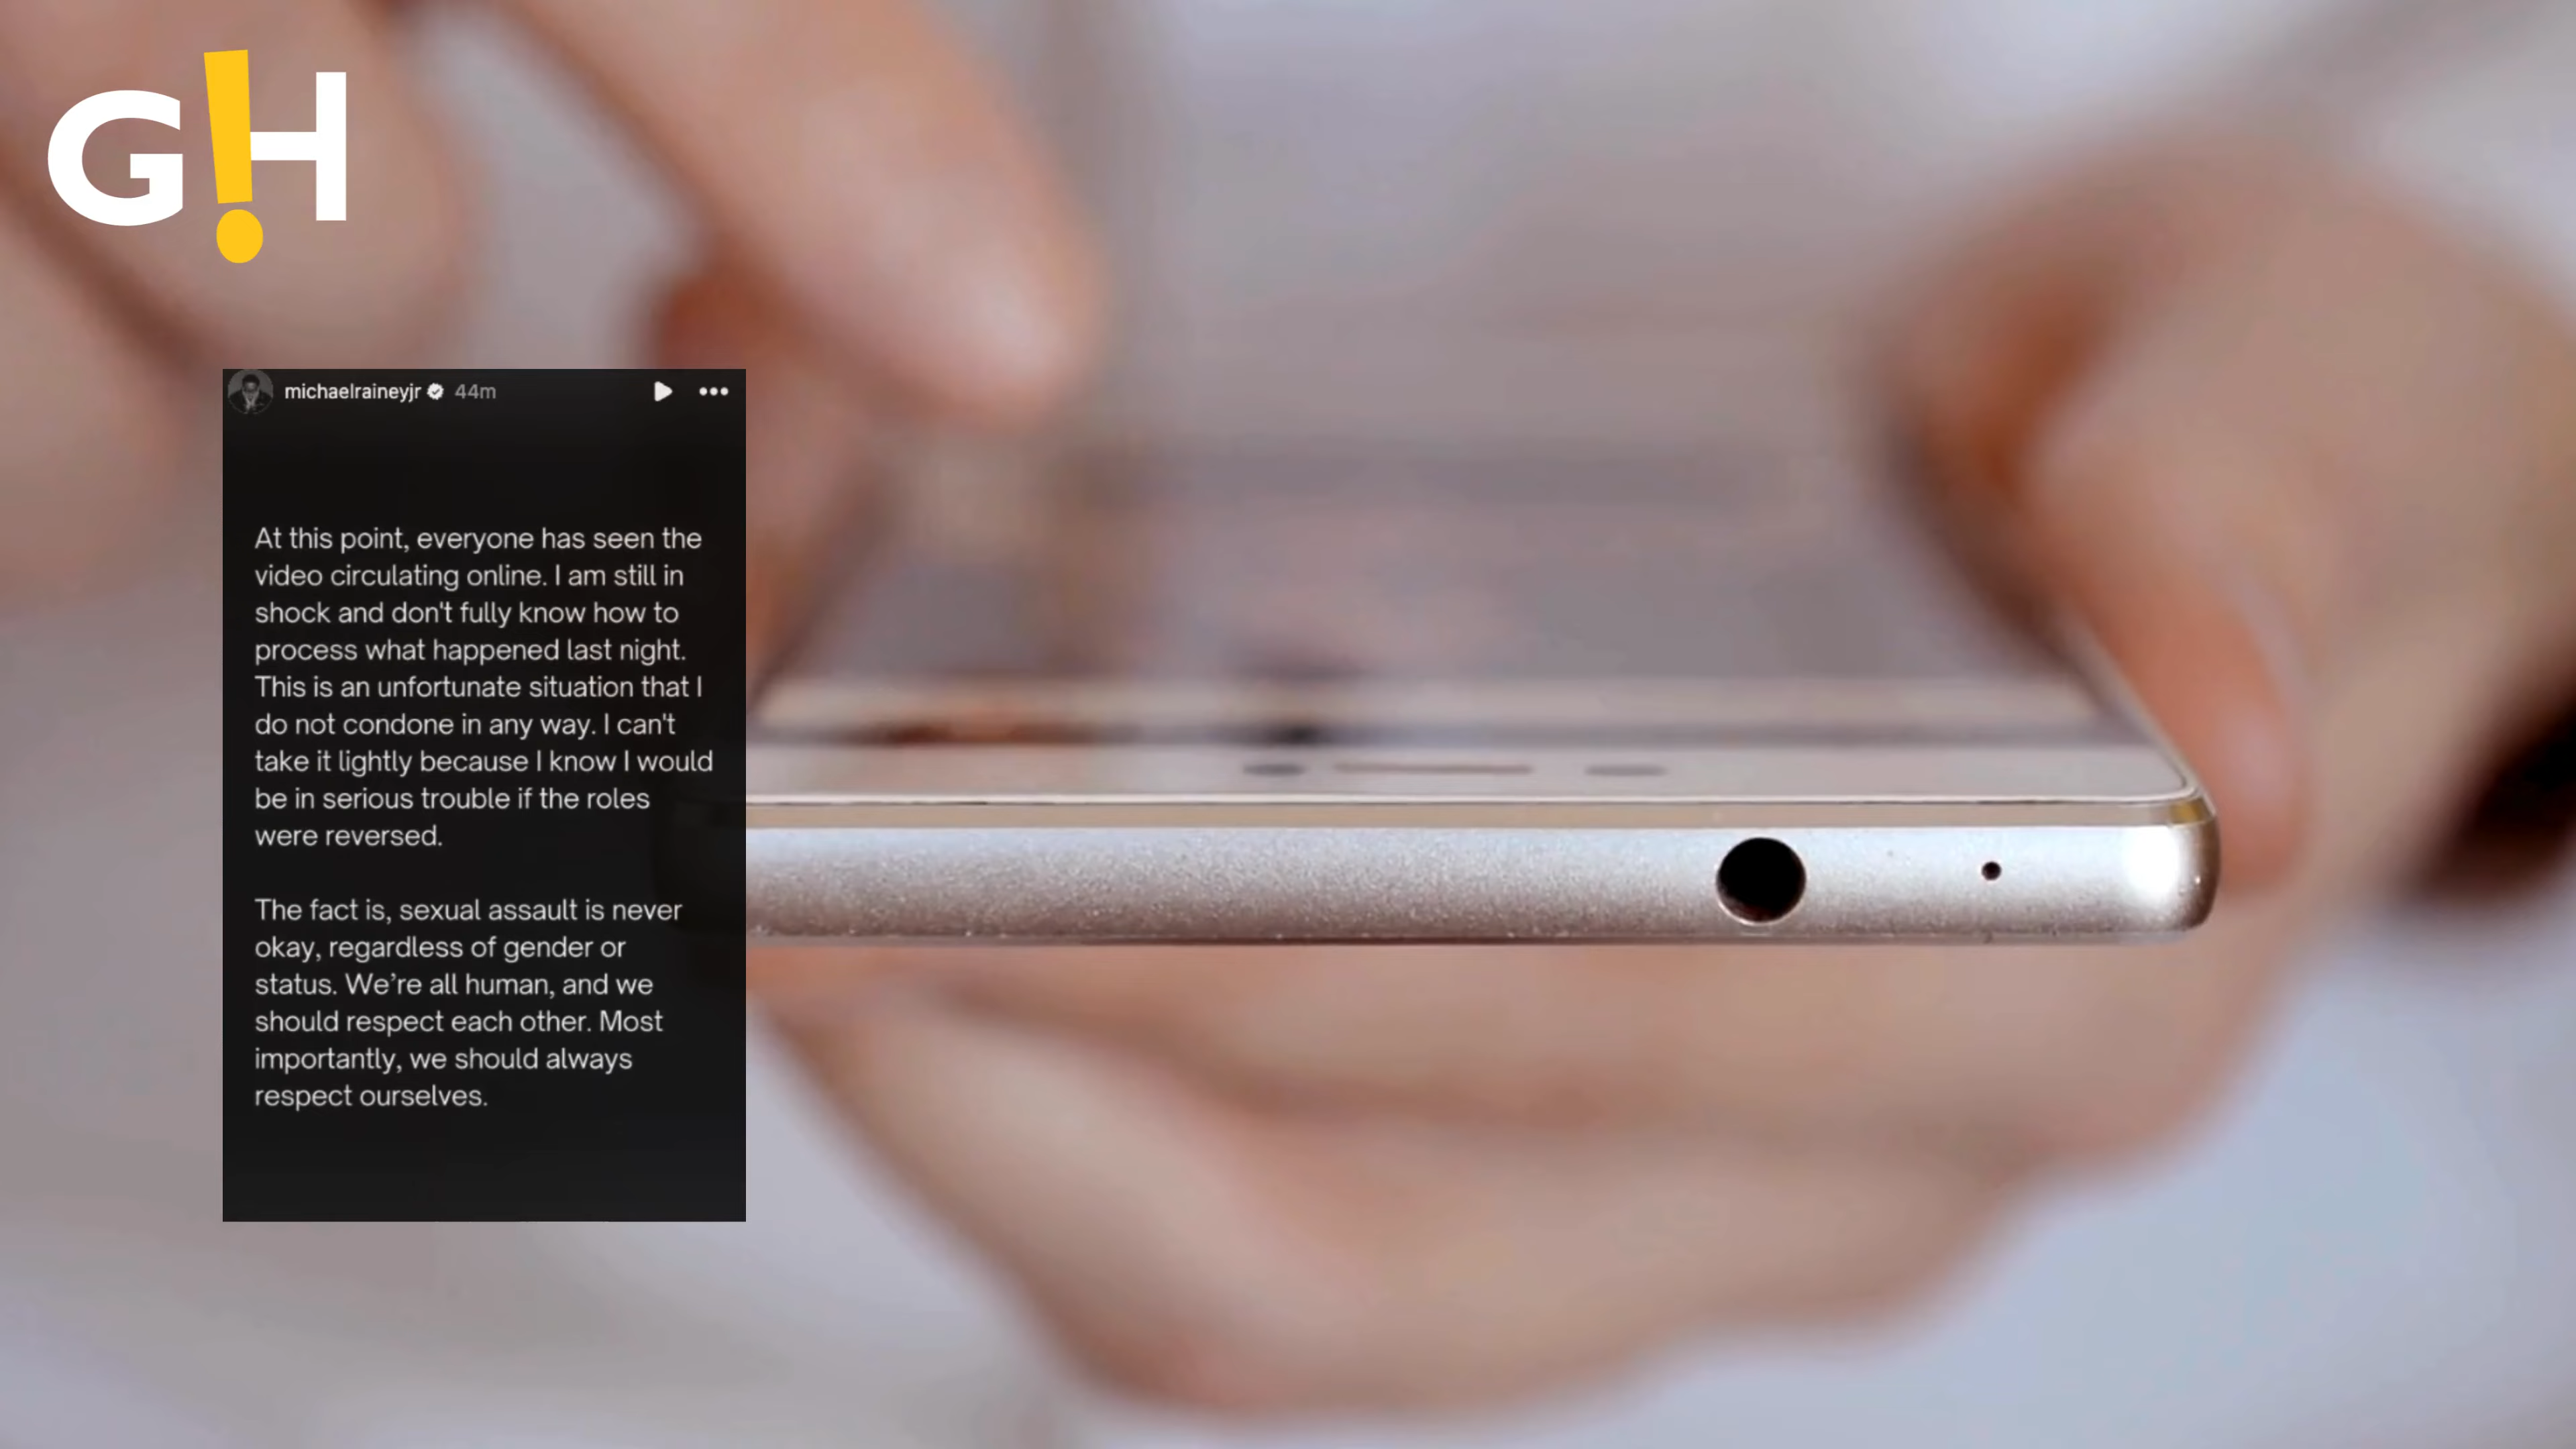 G!H
michaelraineyjr 44m
At this point, everyone has seen the
video circulating online. I am still in
shock and don't fully know how to
process what happened last night.
This is an unfortunate situation that I
do not condone in any way. I can't
take it lightly because I know I would
be in serious trouble if the roles
were reversed.
The fact is, sexual assault is never
okay, regardless of gender or
status. We’re all human, and we
should respect each other. Most
importantly, we should always
respect ourselves.